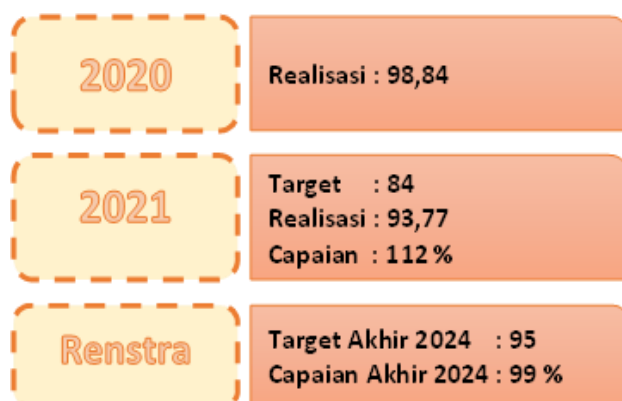 2020
Realisasi : 98,84
2021
Target : 84
Realisasi : 93,77
Capaian : 112 %
Renstra
Target Akhir 2024 : 95
Capaian Akhir 2024 : 99 %